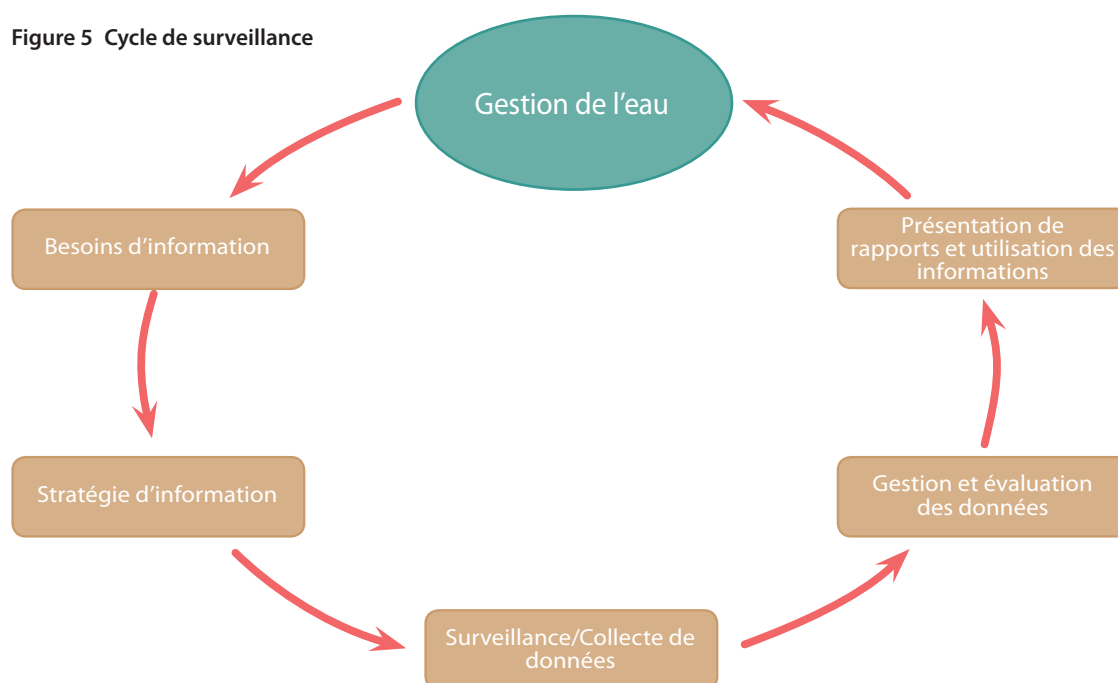 Figure 5 Cycle de surveillance
Gestion de l’eau
Besoins d’information
Stratégie d’information
Surveillance/Collecte de
données
Gestion et évaluation
des données
Présentation de
rapports et utilisation des
informations